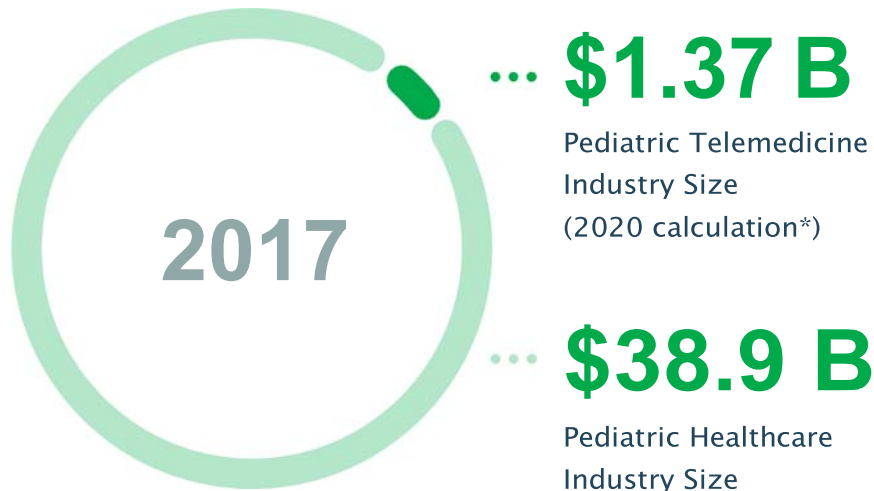 2017
$1.37 B
Pediatric Telemedicine
Industry Size
(2020 calculation*)
$38.9 B
Pediatric Healthcare
Industry Size